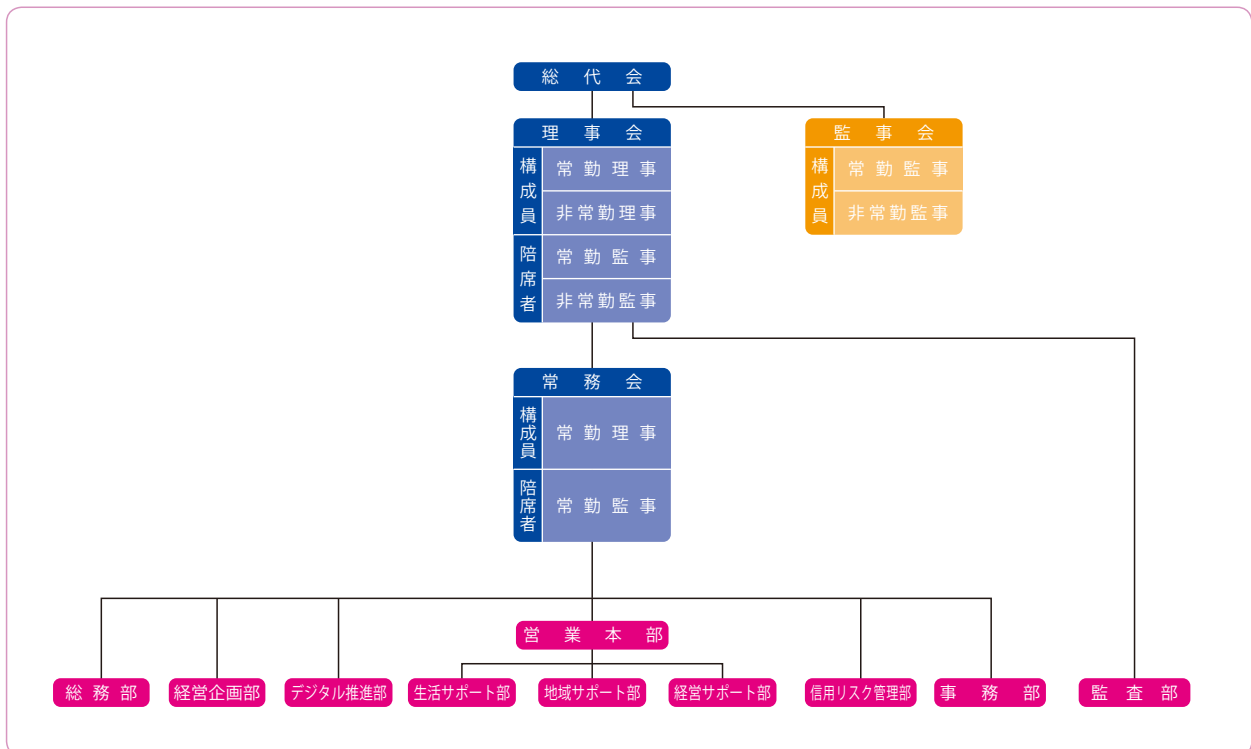 総代会
理事会
構成員
常勤理事
非常勤理事
陪席者
常勤監事
非常勤監事
監事会
構成員
常勤監事
非常勤監事
常務会
構成員
常勤理事
陪席者
常勤監事
営業本部
総務部
経営企画部
デジタル推進部
生活サポート部
地域サポート部
経営サポート部
信用リスク管理部
事務部
監査部